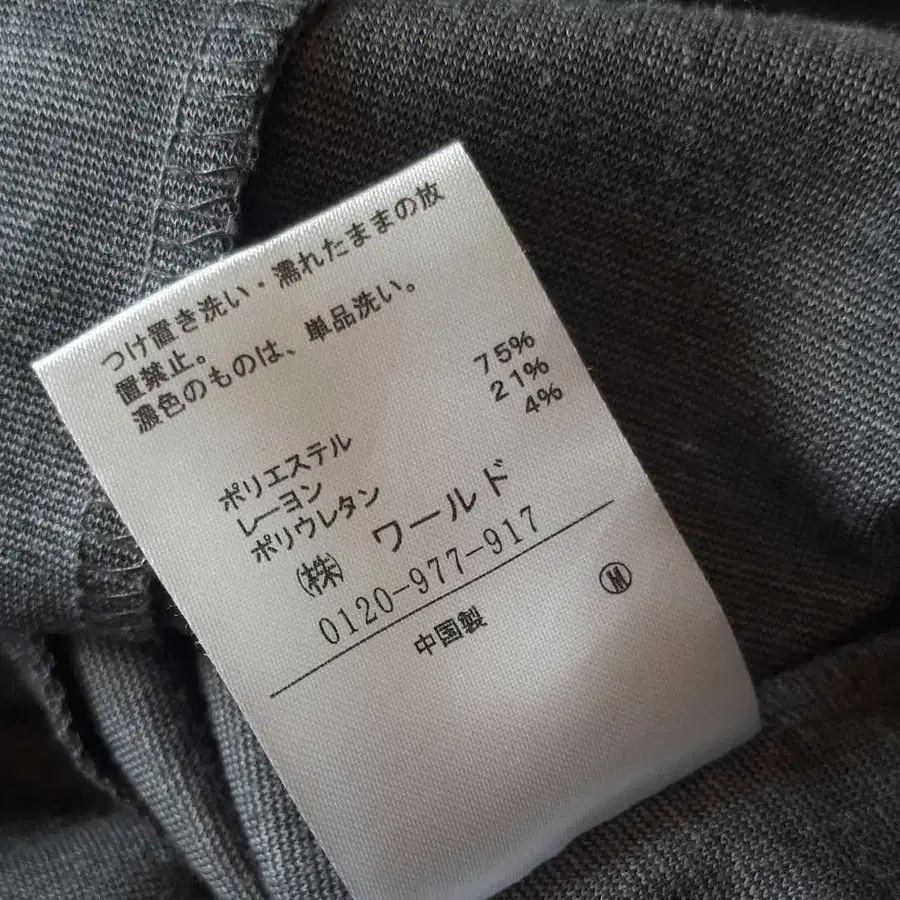 つけ置き洗い・濡れたままの放
置禁止。
濃色のものは、単品洗い。
ポリエステル 75%
レーヨン 21%
ポリウレタン 4%
㈱ ワールド
0120-977-917
中国製 Ⓜ